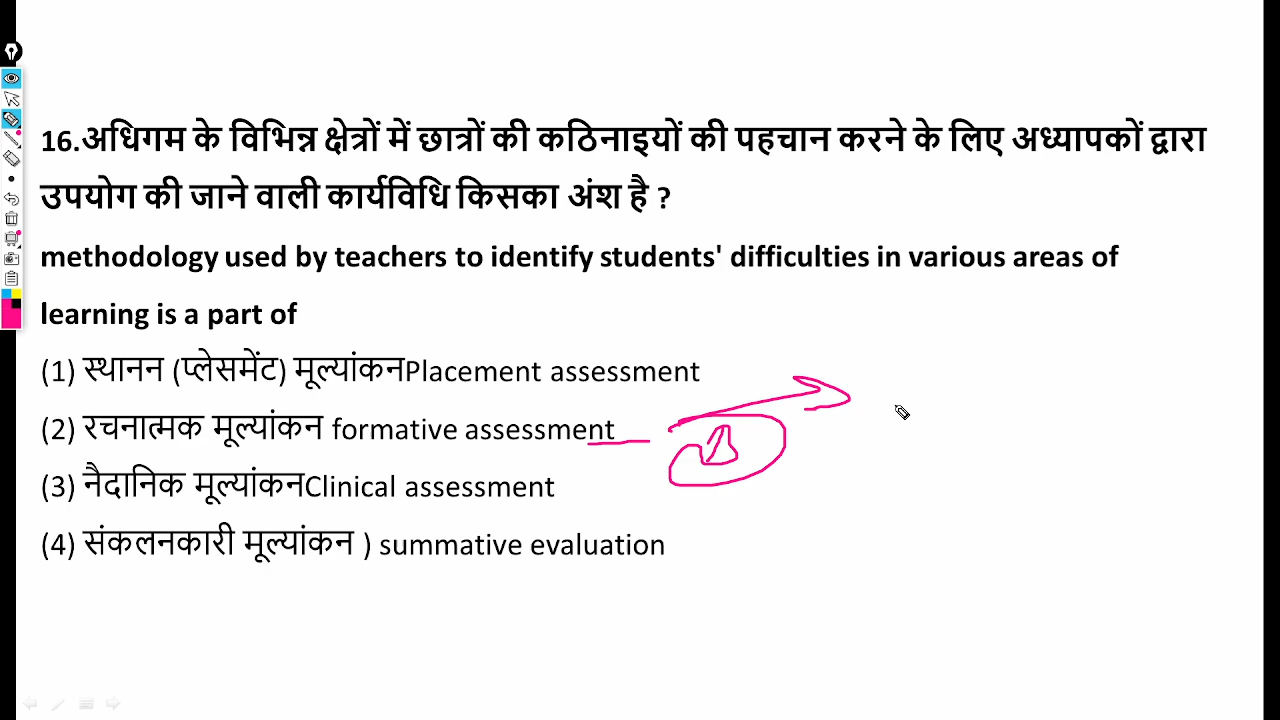 16.अधिगम के विभिन्न क्षेत्रों में छात्रों की कठिनाइयों की पहचान करने के लिए अध्यापकों द्वारा
उपयोग की जाने वाली कार्यविधि किसका अंश है ?
methodology used by teachers to identify students' difficulties in various areas of
learning is a part of
(1) स्थानन (प्लेसमेंट) मूल्यांकनPlacement assessment
(2) रचनात्मक मूल्यांकन formative assessment
(3) नैदानिक मूल्यांकनClinical assessment
(4) संकलनकारी मूल्यांकन ) summative evaluation